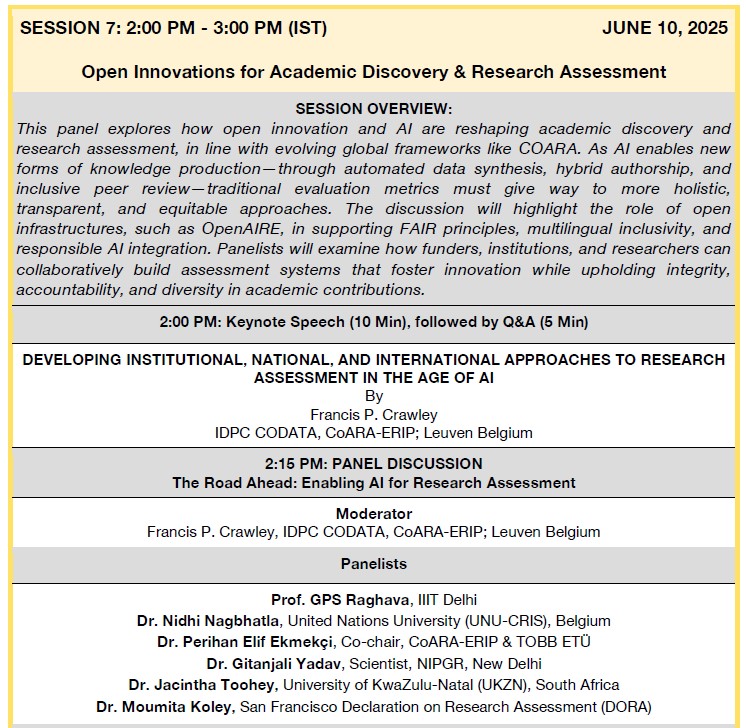 SESSION 7: 2:00 PM - 3:00 PM (IST) JUNE 10, 2025
Open Innovations for Academic Discovery & Research Assessment
SESSION OVERVIEW:
This panel explores how open innovation and AI are reshaping academic discovery and
research assessment, in line with evolving global frameworks like COARA. As AI enables new
forms of knowledge production—through automated data synthesis, hybrid authorship, and
inclusive peer review—traditional evaluation metrics must give way to more holistic,
transparent, and equitable approaches. The discussion will highlight the role of open
infrastructures, such as OpenAIRE, in supporting FAIR principles, multilingual inclusivity, and
responsible AI integration. Panelists will examine how funders, institutions, and researchers can
collaboratively build assessment systems that foster innovation while upholding integrity,
accountability, and diversity in academic contributions.
2:00 PM: Keynote Speech (10 Min), followed by Q&A (5 Min)
DEVELOPING INSTITUTIONAL, NATIONAL, AND INTERNATIONAL APPROACHES TO RESEARCH
ASSESSMENT IN THE AGE OF AI
By
Francis P. Crawley
IDPC CODATA, CoARA-ERIP; Leuven Belgium
2:15 PM: PANEL DISCUSSION
The Road Ahead: Enabling AI for Research Assessment
Moderator
Francis P. Crawley, IDPC CODATA, CoARA-ERIP; Leuven Belgium
Panelists
Prof. GPS Raghava, IIIT Delhi
Dr. Nidhi Nagbhatla, United Nations University (UNU-CRIS), Belgium
Dr. Perihan Elif Ekmekçi, Co-chair, CoARA-ERIP & TOBB ETÜ
Dr. Gitanjali Yadav, Scientist, NIPGR, New Delhi
Dr. Jacintha Toohey, University of KwaZulu-Natal (UKZN), South Africa
Dr. Moumita Koley, San Francisco Declaration on Research Assessment (DORA)